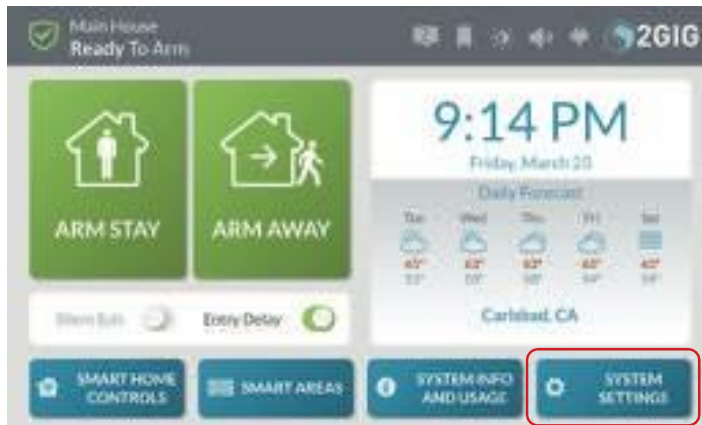 Main House
Ready To Arm
2GIG
ARM STAY
ARM AWAY
9:14 PM
Friday, March
Daily Forecast
Tue Wed Thu Fri Sat
Carlsbad, CA
Silent Exit
Entry Delay
SMART HOME
CONTROLS
SMART AREAS
SYSTEM INFO
AND USAGE
SYSTEM
SETTINGS